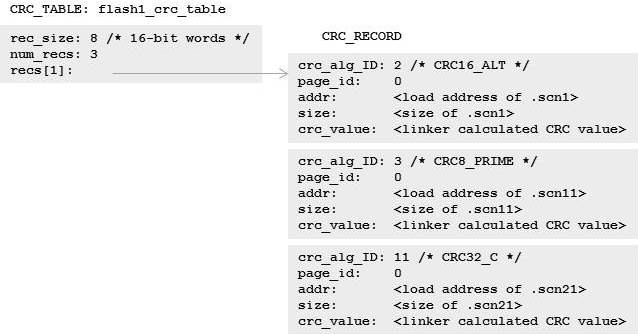 CRC_TABLE: flash1_crc_table
rec_size: 8 /* 16-bit words */
num_recs: 3
recs[1]:
CRC_RECORD
crc_alg_ID: 2 /* CRC16_ALT */
page_id: 0
addr: <load address of .scn1>
size: <size of .scn1>
crc_value: <linker calculated CRC value>
crc_alg_ID: 3 /* CRC8_PRIME */
page_id: 0
addr: <load address of .scn11>
size: <size of .scn11>
crc_value: <linker calculated CRC value>
crc_alg_ID: 11 /* CRC32_C */
page_id: 0
addr: <load address of .scn21>
size: <size of .scn21>
crc_value: <linker calculated CRC value>